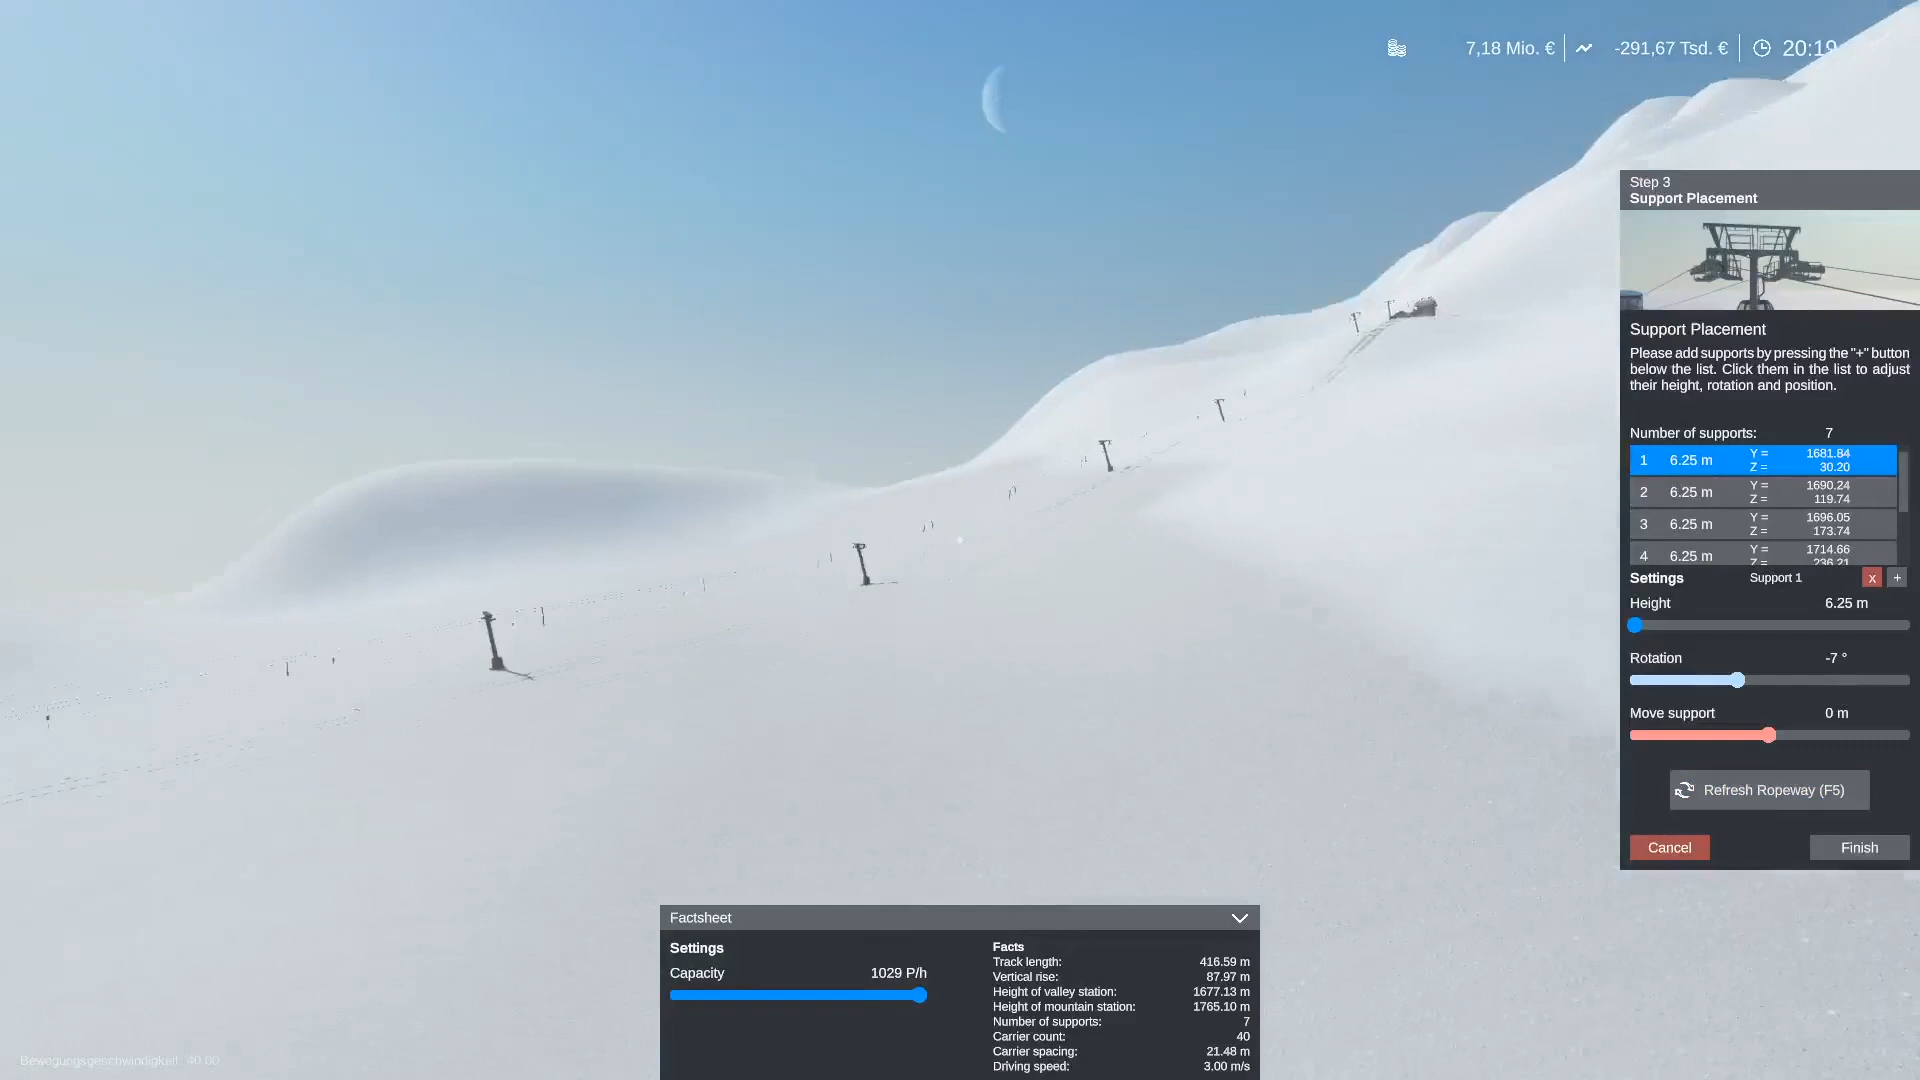 7,18 Mio. €
-291,67 Tsd. €
20:19
Step 3
Support Placement
Support Placement
Please add supports by pressing the "+" button
below the list. Click them in the list to adjust
their height, rotation and position.
Number of supports: 7
1 6.25 m Y = 1681.84
Z = 30.20
2 6.25 m Y = 1690.24
Z = 119.74
3 6.25 m Y = 1696.05
Z = 173.74
4 6.25 m Y = 1714.66
Z = 236.21
Settings Support 1 x +
Height 6.25 m
Rotation -7 °
Move support 0 m
Refresh Ropeway (F5)
Cancel Finish
Factsheet
Settings
Capacity 1029 P/h
Facts
Track length: 416.59 m
Vertical rise: 87.97 m
Height of valley station: 1677.13 m
Height of mountain station: 1765.10 m
Number of supports: 7
Carrier count: 40
Carrier spacing: 21.48 m
Driving speed: 3.00 m/s
Bewegungsgeschwindigkeit: 40.00